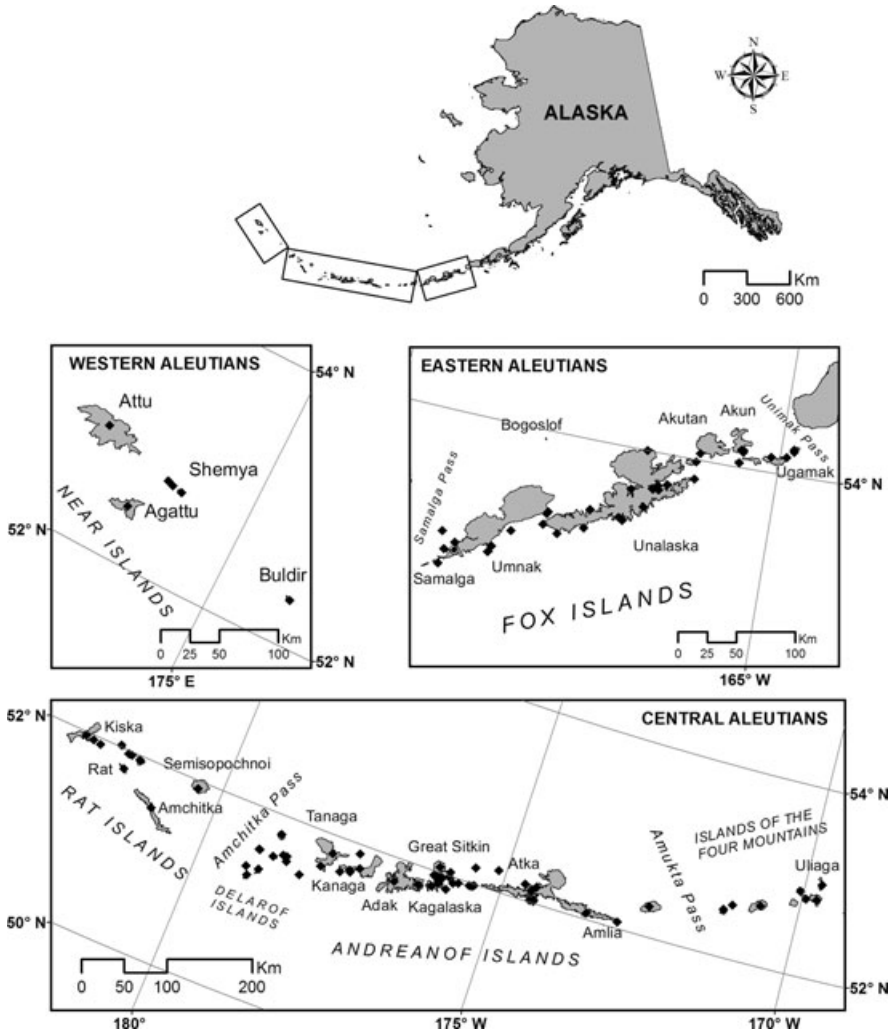 N
W
E
S
ALASKA
Km
0 300 600
WESTERN ALEUTIANS
54° N
Attu
Shemya
Agattu
52° N
NEAR ISLANDS
Buldir
Km
0 25 50 100
52° N
175° E
EASTERN ALEUTIANS
Bogoslof
Akutan
Akun
Unimak Pass
Ugamak
54° N
Samalga Pass
Unalaska
Umnak
Samalga
FOX ISLANDS
Km
0 25 50 100
165° W
52° N
CENTRAL ALEUTIANS
Kiska
Semisopochnoi
Rat
Amchitka
RAT ISLANDS
Amchitka Pass
Tanaga
Great Sitkin
Atka
Amukta Pass
ISLANDS OF THE
FOUR MOUNTAINS
54° N
Uliaga
Kanaga
DELAROF
ISLANDS
Adak
Kagalaska
Amlia
50° N
ANDREANOF ISLANDS
Km
0 50 100 200
52° N
180°
175° W
170° W